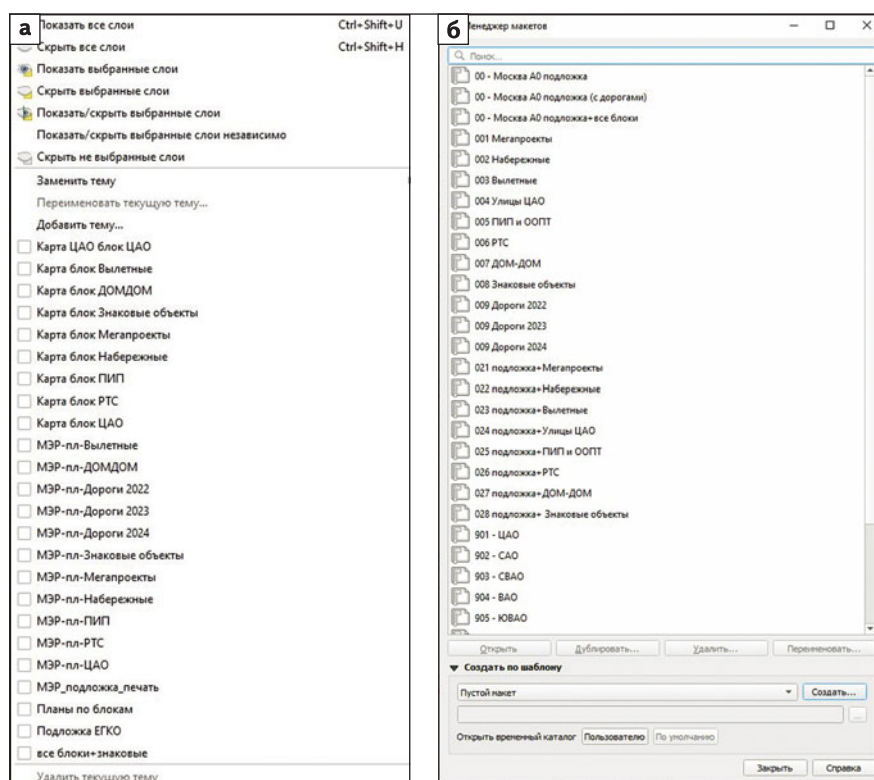 а
Показать все слои Ctrl+Shift+U
Скрыть все слои Ctrl+Shift+H
Показать выбранные слои
Скрыть выбранные слои
Показать/скрыть выбранные слои
Показать/скрыть выбранные слои независимо
Скрыть не выбранные слои
Заменить тему
Переименовать текущую тему...
Добавить тему...
Карта ЦАО блок ЦАО
Карта блок Вылетные
Карта блок ДОМДОМ
Карта блок Знаковые объекты
Карта блок Мегапроекты
Карта блок Набережные
Карта блок ПИП
Карта блок РТС
Карта блок ЦАО
МЭР-пл-Вылетные
МЭР-пл-ДОМДОМ
МЭР-пл-Дороги 2022
МЭР-пл-Дороги 2023
МЭР-пл-Дороги 2024
МЭР-пл-Знаковые объекты
МЭР-пл-Мегапроекты
МЭР-пл-Набережные
МЭР-пл-ПИП
МЭР-пл-РТС
МЭР-пл-ЦАО
МЭР_подложка_печать
Планы по блокам
Подложка ЕГКО
все блоки+знаковые
Удалить текущую тему
б
Менеджер макетов
Поиск...
00 - Москва А0 подложка
00 - Москва А0 подложка (с дорогами)
00 - Москва А0 подложка+все блоки
001 Мегапроекты
002 Набережные
003 Вылетные
004 Улицы ЦАО
005 ПИП и ООПТ
006 РТС
007 ДОМ-ДОМ
008 Знаковые объекты
009 Дороги 2022
009 Дороги 2023
009 Дороги 2024
021 подложка+Мегапроекты
022 подложка+Набережные
023 подложка+Вылетные
024 подложка+Улицы ЦАО
025 подложка+ПИП и ООПТ
026 подложка+РТС
027 подложка+ДОМ-ДОМ
028 подложка+ Знаковые объекты
901 - ЦАО
902 - САО
903 - СВАО
904 - ВАО
905 - ЮВАО
Открыть Дублировать... Удалить... Переименовать...
Создать по шаблону
Пустой макет Создать...
...
Открыть временный каталог Пользователю По умолчанию
Закрыть Справка